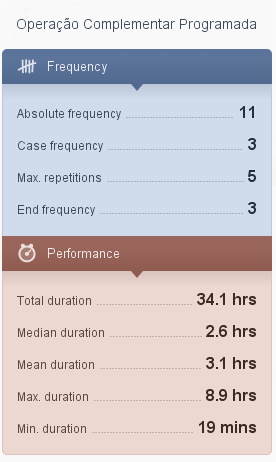 Operação Complementar Programada
Frequency
Absolute frequency 11
Case frequency 3
Max. repetitions 5
End frequency 3
Performance
Total duration 34.1 hrs
Median duration 2.6 hrs
Mean duration 3.1 hrs
Max. duration 8.9 hrs
Min. duration 19 mins